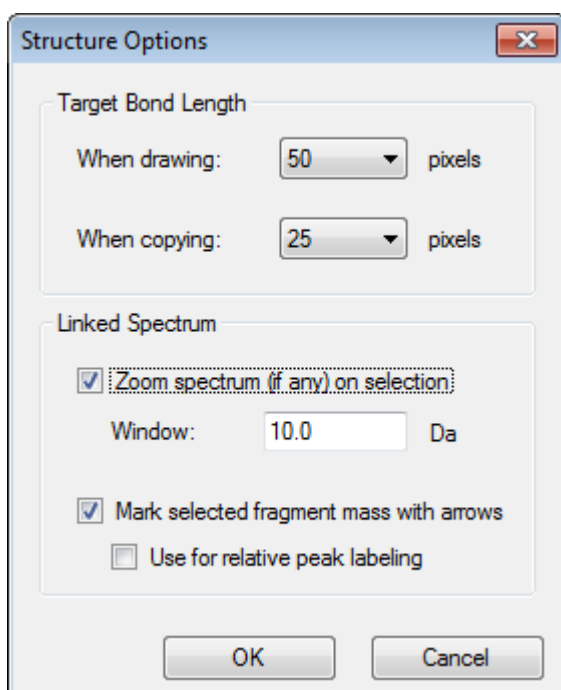 Structure Options
Target Bond Length
When drawing: 50 pixels
When copying: 25 pixels
Linked Spectrum
Zoom spectrum (if any) on selection
Window: 10.0 Da
Mark selected fragment mass with arrows
Use for relative peak labeling
OK Cancel